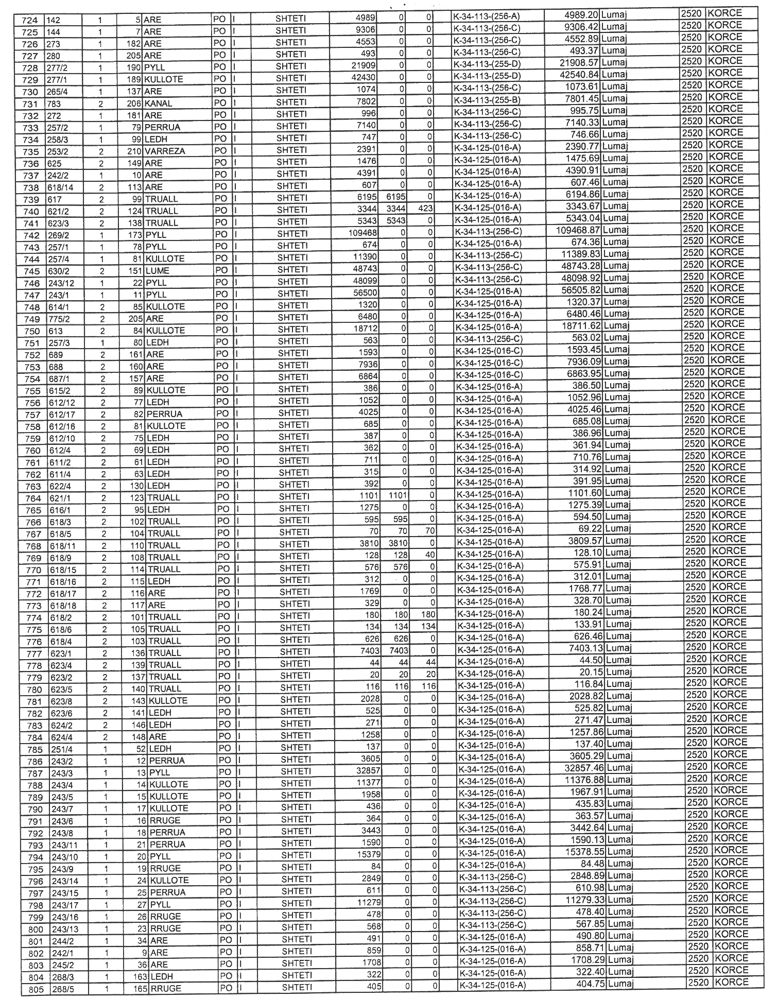 724 142 1 5 ARE PO I SHTETI 4989 0 0 K-34-113-(256-A) 4989.20 Lumaj 2520 KORCE
725 144 1 7 ARE PO I SHTETI 9306 0 0 K-34-113-(256-C) 9306.42 Lumaj 2520 KORCE
726 273 1 182 ARE PO I SHTETI 4553 0 0 K-34-113-(256-C) 4552.89 Lumaj 2520 KORCE
727 280 1 205 ARE PO I SHTETI 493 0 0 K-34-113-(256-C) 493.37 Lumaj 2520 KORCE
728 277/2 1 190 PYLL PO I SHTETI 21909 0 0 K-34-113-(255-D) 21908.57 Lumaj 2520 KORCE
729 277/1 1 189 KULLOTE PO I SHTETI 42430 0 0 K-34-113-(255-D) 42540.84 Lumaj 2520 KORCE
730 265/4 1 137 ARE PO I SHTETI 1074 0 0 K-34-113-(256-C) 1073.61 Lumaj 2520 KORCE
731 783 2 206 KANAL PO I SHTETI 7802 0 0 K-34-113-(255-B) 7801.45 Lumaj 2520 KORCE
732 272 1 181 ARE PO I SHTETI 996 0 0 K-34-113-(256-C) 995.75 Lumaj 2520 KORCE
733 257/2 1 79 PERRUA PO I SHTETI 7140 0 0 K-34-113-(256-C) 7140.33 Lumaj 2520 KORCE
734 258/3 1 99 LEDH PO I SHTETI 747 0 0 K-34-113-(256-C) 746.66 Lumaj 2520 KORCE
735 253/2 2 210 VARREZA PO I SHTETI 2391 0 0 K-34-125-(016-A) 2390.77 Lumaj 2520 KORCE
736 625 2 149 ARE PO I SHTETI 1476 0 0 K-34-125-(016-A) 1475.69 Lumaj 2520 KORCE
737 242/2 1 10 ARE PO I SHTETI 4391 0 0 K-34-125-(016-A) 4390.91 Lumaj 2520 KORCE
738 618/14 2 113 ARE PO I SHTETI 607 0 0 K-34-125-(016-A) 607.46 Lumaj 2520 KORCE
739 617 2 99 TRUALL PO I SHTETI 6195 6195 0 K-34-125-(016-A) 6194.86 Lumaj 2520 KORCE
740 621/2 2 124 TRUALL PO I SHTETI 3344 3344 423 K-34-125-(016-A) 3343.67 Lumaj 2520 KORCE
741 623/3 2 138 TRUALL PO I SHTETI 5343 5343 0 K-34-125-(016-A) 5343.04 Lumaj 2520 KORCE
742 269/2 1 173 PYLL PO I SHTETI 109468 0 0 K-34-113-(256-C) 109468.87 Lumaj 2520 KORCE
743 257/1 1 78 PYLL PO I SHTETI 674 0 0 K-34-125-(016-A) 674.36 Lumaj 2520 KORCE
744 257/4 1 81 KULLOTE PO I SHTETI 11390 0 0 K-34-113-(256-C) 11389.83 Lumaj 2520 KORCE
745 630/2 2 151 LUME PO I SHTETI 48743 0 0 K-34-113-(256-C) 48743.28 Lumaj 2520 KORCE
746 243/12 1 22 PYLL PO I SHTETI 48099 0 0 K-34-113-(256-C) 48098.92 Lumaj 2520 KORCE
747 243/1 1 11 PYLL PO I SHTETI 56500 0 0 K-34-125-(016-A) 56505.82 Lumaj 2520 KORCE
748 614/1 2 85 KULLOTE PO I SHTETI 1320 0 0 K-34-125-(016-A) 1320.37 Lumaj 2520 KORCE
749 775/2 2 205 ARE PO I SHTETI 6480 0 0 K-34-125-(016-A) 6480.46 Lumaj 2520 KORCE
750 613 2 84 KULLOTE PO I SHTETI 18712 0 0 K-34-125-(016-A) 18711.62 Lumaj 2520 KORCE
751 257/3 1 80 LEDH PO I SHTETI 563 0 0 K-34-113-(256-C) 563.02 Lumaj 2520 KORCE
752 689 2 161 ARE PO I SHTETI 1593 0 0 K-34-125-(016-C) 1593.45 Lumaj 2520 KORCE
753 688 2 160 ARE PO I SHTETI 7936 0 0 K-34-125-(016-C) 7936.09 Lumaj 2520 KORCE
754 687/1 2 157 ARE PO I SHTETI 6864 0 0 K-34-125-(016-C) 6863.95 Lumaj 2520 KORCE
755 615/2 2 89 KULLOTE PO I SHTETI 386 0 0 K-34-125-(016-A) 386.50 Lumaj 2520 KORCE
756 612/12 2 77 LEDH PO I SHTETI 1052 0 0 K-34-125-(016-A) 1052.96 Lumaj 2520 KORCE
757 612/17 2 82 PERRUA PO I SHTETI 4025 0 0 K-34-125-(016-A) 4025.46 Lumaj 2520 KORCE
758 612/16 2 81 KULLOTE PO I SHTETI 685 0 0 K-34-125-(016-A) 685.08 Lumaj 2520 KORCE
759 612/10 2 75 LEDH PO I SHTETI 387 0 0 K-34-125-(016-A) 386.96 Lumaj 2520 KORCE
760 612/4 2 69 LEDH PO I SHTETI 362 0 0 K-34-125-(016-A) 361.94 Lumaj 2520 KORCE
761 611/2 2 61 LEDH PO I SHTETI 711 0 0 K-34-125-(016-A) 710.76 Lumaj 2520 KORCE
762 611/4 2 63 LEDH PO I SHTETI 315 0 0 K-34-125-(016-A) 314.92 Lumaj 2520 KORCE
763 622/4 2 130 LEDH PO I SHTETI 392 0 0 K-34-125-(016-A) 391.95 Lumaj 2520 KORCE
764 621/1 2 123 TRUALL PO I SHTETI 1101 1101 0 K-34-125-(016-A) 1101.60 Lumaj 2520 KORCE
765 616/1 2 95 LEDH PO I SHTETI 1275 0 0 K-34-125-(016-A) 1275.39 Lumaj 2520 KORCE
766 618/3 2 102 TRUALL PO I SHTETI 595 595 0 K-34-125-(016-A) 594.50 Lumaj 2520 KORCE
767 618/5 2 104 TRUALL PO I SHTETI 70 70 70 K-34-125-(016-A) 69.22 Lumaj 2520 KORCE
768 618/11 2 110 TRUALL PO I SHTETI 3810 3810 0 K-34-125-(016-A) 3809.57 Lumaj 2520 KORCE
769 618/9 2 108 TRUALL PO I SHTETI 128 128 40 K-34-125-(016-A) 128.10 Lumaj 2520 KORCE
770 618/15 2 114 TRUALL PO I SHTETI 576 576 0 K-34-125-(016-A) 575.91 Lumaj 2520 KORCE
771 618/16 2 115 LEDH PO I SHTETI 312 0 0 K-34-125-(016-A) 312.01 Lumaj 2520 KORCE
772 618/17 2 116 ARE PO I SHTETI 1769 0 0 K-34-125-(016-A) 1768.77 Lumaj 2520 KORCE
773 618/18 2 117 ARE PO I SHTETI 329 0 0 K-34-125-(016-A) 328.70 Lumaj 2520 KORCE
774 618/2 2 101 TRUALL PO I SHTETI 180 180 180 K-34-125-(016-A) 180.24 Lumaj 2520 KORCE
775 618/6 2 105 TRUALL PO I SHTETI 134 134 134 K-34-125-(016-A) 133.91 Lumaj 2520 KORCE
776 618/4 2 103 TRUALL PO I SHTETI 626 626 0 K-34-125-(016-A) 626.46 Lumaj 2520 KORCE
777 623/1 2 136 TRUALL PO I SHTETI 7403 7403 0 K-34-125-(016-A) 7403.13 Lumaj 2520 KORCE
778 623/4 2 139 TRUALL PO I SHTETI 44 44 44 K-34-125-(016-A) 44.50 Lumaj 2520 KORCE
779 623/2 2 137 TRUALL PO I SHTETI 20 20 20 K-34-125-(016-A) 20.15 Lumaj 2520 KORCE
780 623/5 2 140 TRUALL PO I SHTETI 116 116 116 K-34-125-(016-A) 116.84 Lumaj 2520 KORCE
781 623/8 2 143 KULLOTE PO I SHTETI 2028 0 0 K-34-125-(016-A) 2028.82 Lumaj 2520 KORCE
782 623/6 2 141 LEDH PO I SHTETI 525 0 0 K-34-125-(016-A) 525.82 Lumaj 2520 KORCE
783 624/2 2 146 LEDH PO I SHTETI 271 0 0 K-34-125-(016-A) 271.47 Lumaj 2520 KORCE
784 624/4 2 148 ARE PO I SHTETI 1258 0 0 K-34-125-(016-A) 1257.86 Lumaj 2520 KORCE
785 251/4 1 52 LEDH PO I SHTETI 137 0 0 K-34-125-(016-A) 137.40 Lumaj 2520 KORCE
786 243/2 1 12 PERRUA PO I SHTETI 3605 0 0 K-34-125-(016-A) 3605.29 Lumaj 2520 KORCE
787 243/3 1 13 PYLL PO I SHTETI 32857 0 0 K-34-125-(016-A) 32857.46 Lumaj 2520 KORCE
788 243/4 1 14 KULLOTE PO I SHTETI 11377 0 0 K-34-125-(016-A) 11376.88 Lumaj 2520 KORCE
789 243/5 1 15 KULLOTE PO I SHTETI 1958 0 0 K-34-125-(016-A) 1967.91 Lumaj 2520 KORCE
790 243/7 1 17 KULLOTE PO I SHTETI 436 0 0 K-34-125-(016-A) 435.83 Lumaj 2520 KORCE
791 243/6 1 16 RRUGE PO I SHTETI 364 0 0 K-34-125-(016-A) 363.57 Lumaj 2520 KORCE
792 243/8 1 18 PERRUA PO I SHTETI 3443 0 0 K-34-125-(016-A) 3442.64 Lumaj 2520 KORCE
793 243/11 1 21 PERRUA PO I SHTETI 1590 0 0 K-34-125-(016-A) 1590.13 Lumaj 2520 KORCE
794 243/10 1 20 PYLL PO I SHTETI 15379 0 0 K-34-125-(016-A) 15378.55 Lumaj 2520 KORCE
795 243/9 1 19 RRUGE PO I SHTETI 84 0 0 K-34-125-(016-A) 84.48 Lumaj 2520 KORCE
796 243/14 1 24 KULLOTE PO I SHTETI 2849 0 0 K-34-113-(256-C) 2848.89 Lumaj 2520 KORCE
797 243/15 1 25 PERRUA PO I SHTETI 611 0 0 K-34-113-(256-C) 610.98 Lumaj 2520 KORCE
798 243/17 1 27 PYLL PO I SHTETI 11279 0 0 K-34-113-(256-C) 11279.33 Lumaj 2520 KORCE
799 243/16 1 26 RRUGE PO I SHTETI 478 0 0 K-34-113-(256-C) 478.40 Lumaj 2520 KORCE
800 243/13 1 23 RRUGE PO I SHTETI 568 0 0 K-34-113-(256-C) 567.85 Lumaj 2520 KORCE
801 244/2 1 34 ARE PO I SHTETI 491 0 0 K-34-125-(016-A) 490.80 Lumaj 2520 KORCE
802 242/1 1 9 ARE PO I SHTETI 859 0 0 K-34-125-(016-A) 858.71 Lumaj 2520 KORCE
803 245/2 1 36 ARE PO I SHTETI 1708 0 0 K-34-125-(016-A) 1708.29 Lumaj 2520 KORCE
804 268/3 1 163 LEDH PO I SHTETI 322 0 0 K-34-125-(016-A) 322.40 Lumaj 2520 KORCE
805 268/5 1 165 RRUGE PO I SHTETI 405 0 0 K-34-125-(016-A) 404.75 Lumaj 2520 KORCE